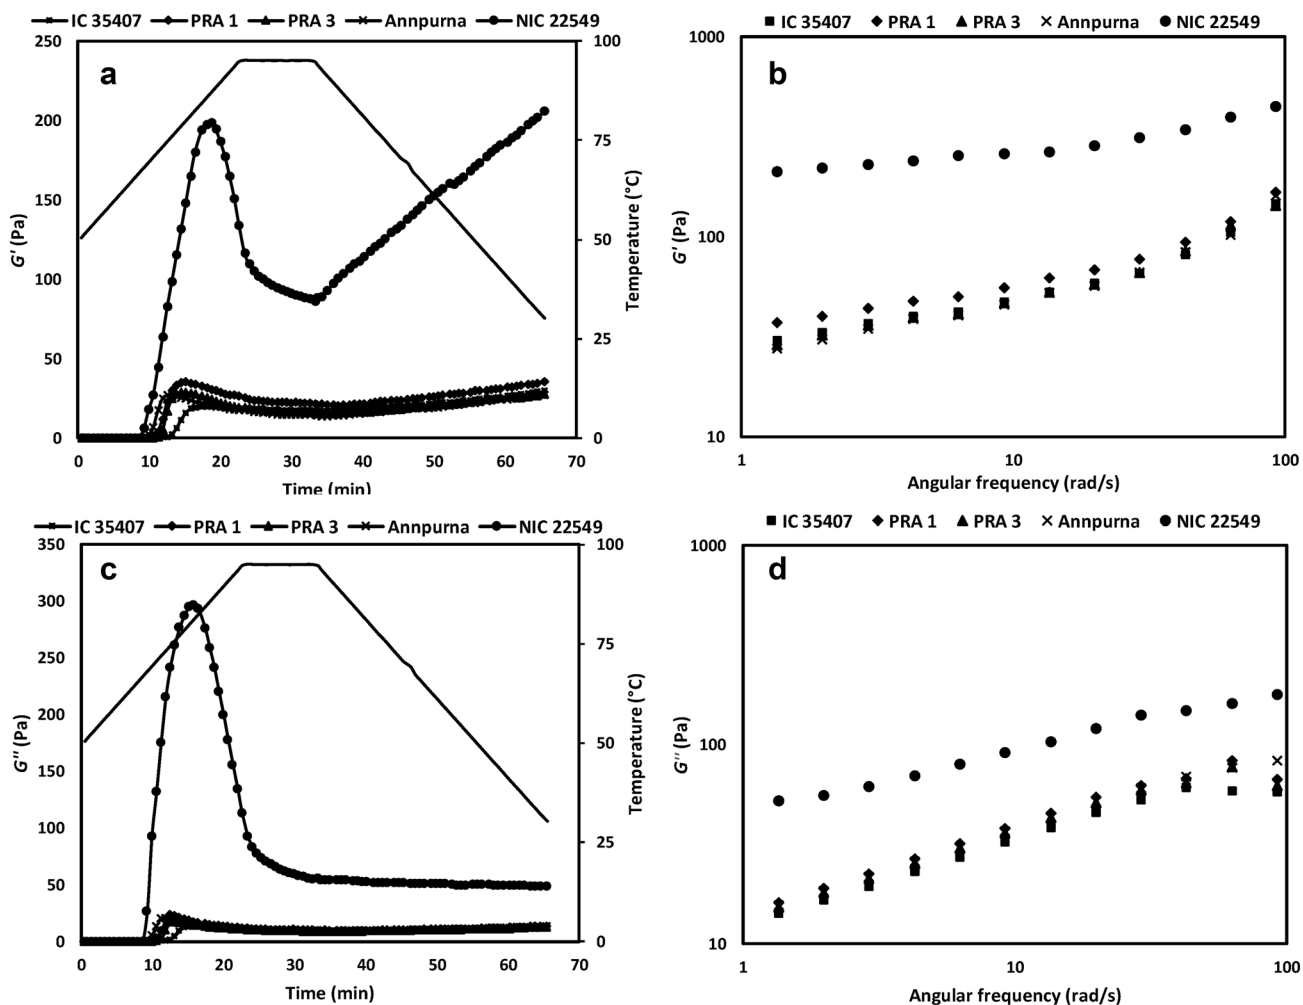 IC 35407 PRA 1 PRA 3 Annpurna NIC 22549
a
250
200
150
100
50
0
G' (Pa)
100
75
50
25
0
Temperature (°C)
0 10 20 30 40 50 60 70
Time (min)
IC 35407 PRA 1 PRA 3 Annpurna NIC 22549
b
1000
100
10
G' (Pa)
1 10 100
Angular frequency (rad/s)
IC 35407 PRA 1 PRA 3 Annpurna NIC 22549
c
350
300
250
200
150
100
50
0
G'' (Pa)
100
75
50
25
0
Temperature (°C)
0 10 20 30 40 50 60 70
Time (min)
IC 35407 PRA 1 PRA 3 Annpurna NIC 22549
d
1000
100
10
G'' (Pa)
1 10 100
Angular frequency (rad/s)